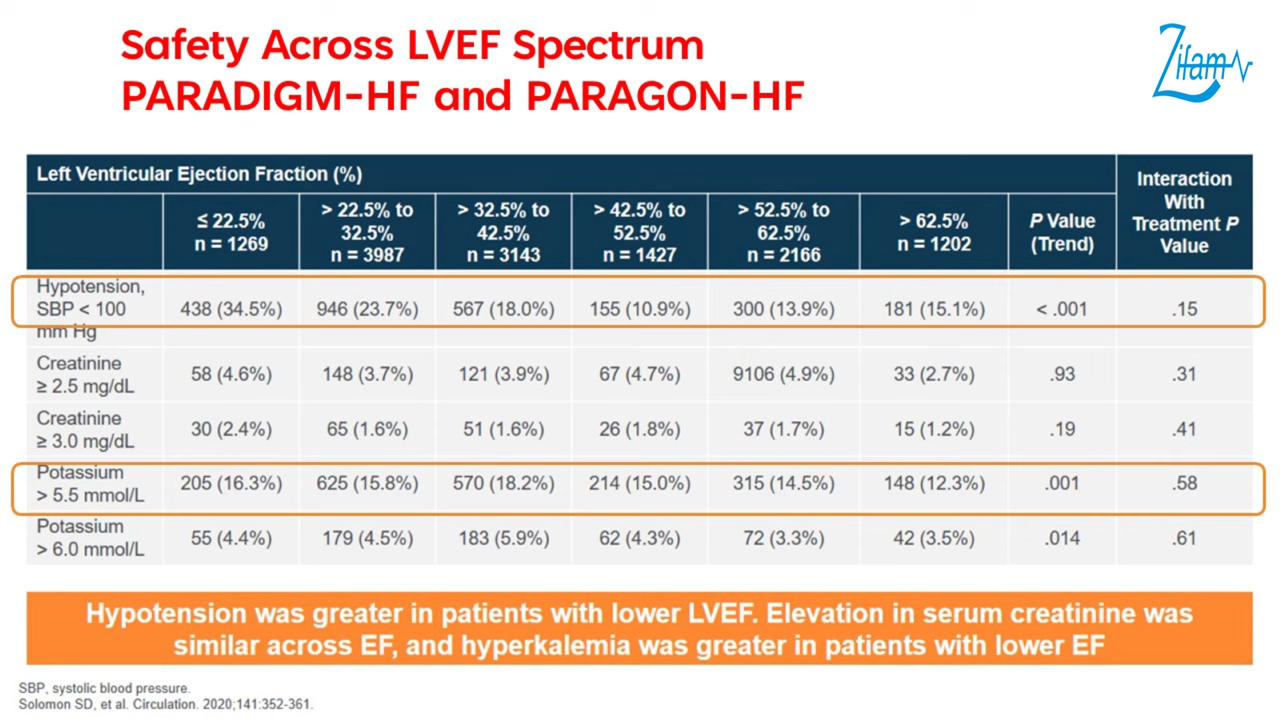 Safety Across LVEF Spectrum
PARADIGM-HF and PARAGON-HF
Zifam
Left Ventricular Ejection Fraction (%)
Interaction
With
Treatment P
Value
≤ 22.5%
n = 1269
> 22.5% to
32.5%
n = 3987
> 32.5% to
42.5%
n = 3143
> 42.5% to
52.5%
n = 1427
> 52.5% to
62.5%
n = 2166
> 62.5%
n = 1202
P Value
(Trend)
Hypotension,
SBP < 100
mm Hg
438 (34.5%) 946 (23.7%) 567 (18.0%) 155 (10.9%) 300 (13.9%) 181 (15.1%) < .001 .15
Creatinine
≥ 2.5 mg/dL
58 (4.6%) 148 (3.7%) 121 (3.9%) 67 (4.7%) 9106 (4.9%) 33 (2.7%) .93 .31
Creatinine
≥ 3.0 mg/dL
30 (2.4%) 65 (1.6%) 51 (1.6%) 26 (1.8%) 37 (1.7%) 15 (1.2%) .19 .41
Potassium
> 5.5 mmol/L
205 (16.3%) 625 (15.8%) 570 (18.2%) 214 (15.0%) 315 (14.5%) 148 (12.3%) .001 .58
Potassium
> 6.0 mmol/L
55 (4.4%) 179 (4.5%) 183 (5.9%) 62 (4.3%) 72 (3.3%) 42 (3.5%) .014 .61
Hypotension was greater in patients with lower LVEF. Elevation in serum creatinine was
similar across EF, and hyperkalemia was greater in patients with lower EF
SBP, systolic blood pressure.
Solomon SD, et al. Circulation. 2020;141:352-361.